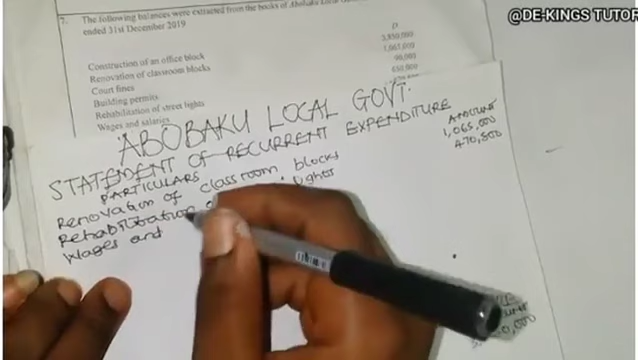 @DE-KINGS TUTOR
7. The following balances were extracted from the books of Abobaku Local
ended 31st December 2019
D
Construction of an office block 3,850,000
Renovation of classroom blocks 1,065,000
Court fines 90,000
Building permits 650,000
Rehabilitation of street lights
Wages and salaries
ABOBAKU LOCAL GOVT.
STATEMENT OF RECURRENT EXPENDITURE
PARTICULARS AMOUNT
Renovation of classroom blocks 1,065,000
Rehabilitation lights 470,500
Wages and